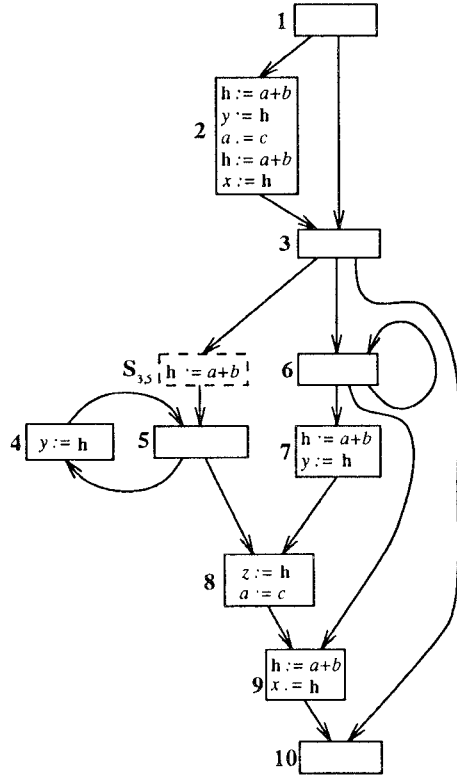 1
2
h := a+b
y := h
a := c
h := a+b
x := h
3
S3,5
h := a+b
6
4
y := h
5
7
h := a+b
y := h
8
z := h
a := c
9
h := a+b
x := h
10